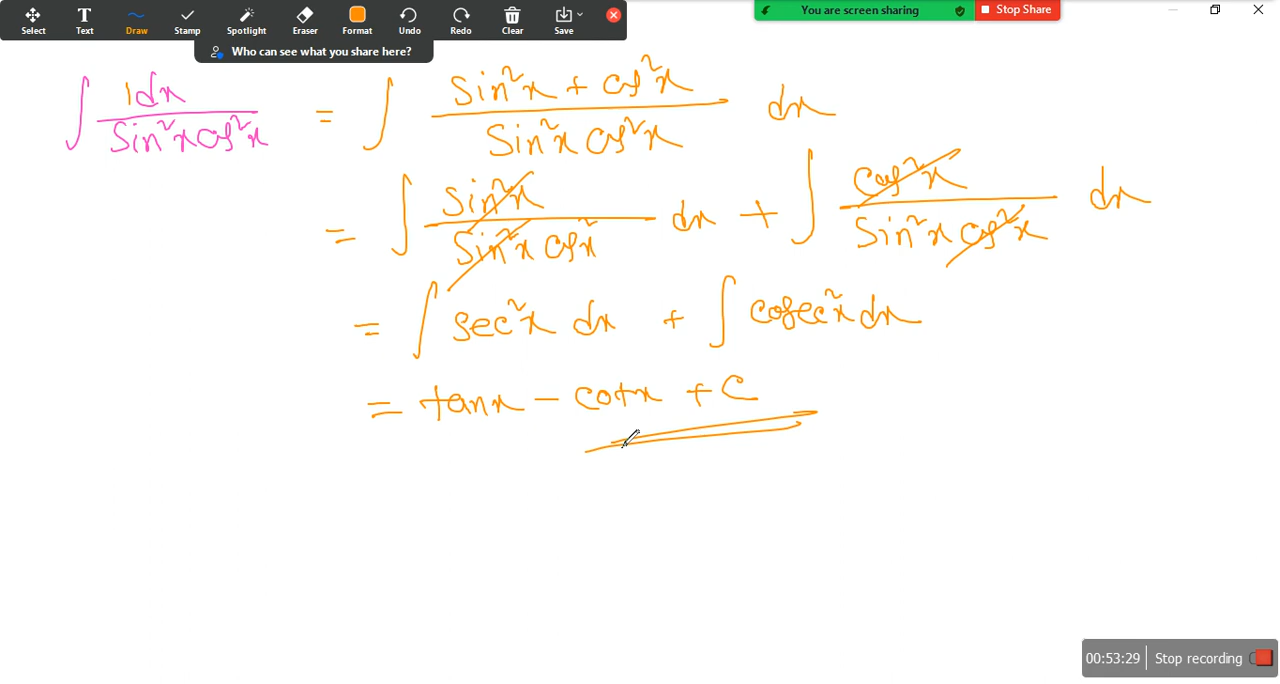 Select Text Draw Stamp Spotlight Eraser Format Undo Redo Clear Save
You are screen sharing Stop Share
Who can see what you share here?
∫ 1dx / Sin²x cos²x = ∫ Sin²x + cos²x / Sin²x cos²x dx
= ∫ Sin²x / Sin²x cos²x dx + ∫ cos²x / Sin²x cos²x dx
= ∫ sec²x dx + ∫ cosec²x dx
= tanx - cotx + c
00:53:29 Stop recording